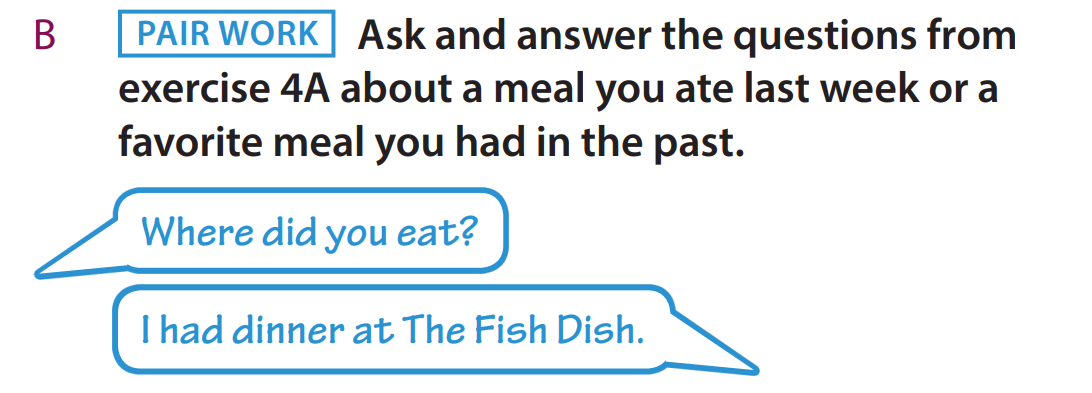 B PAIR WORK Ask and answer the questions from
exercise 4A about a meal you ate last week or a
favorite meal you had in the past.
Where did you eat?
I had dinner at The Fish Dish.